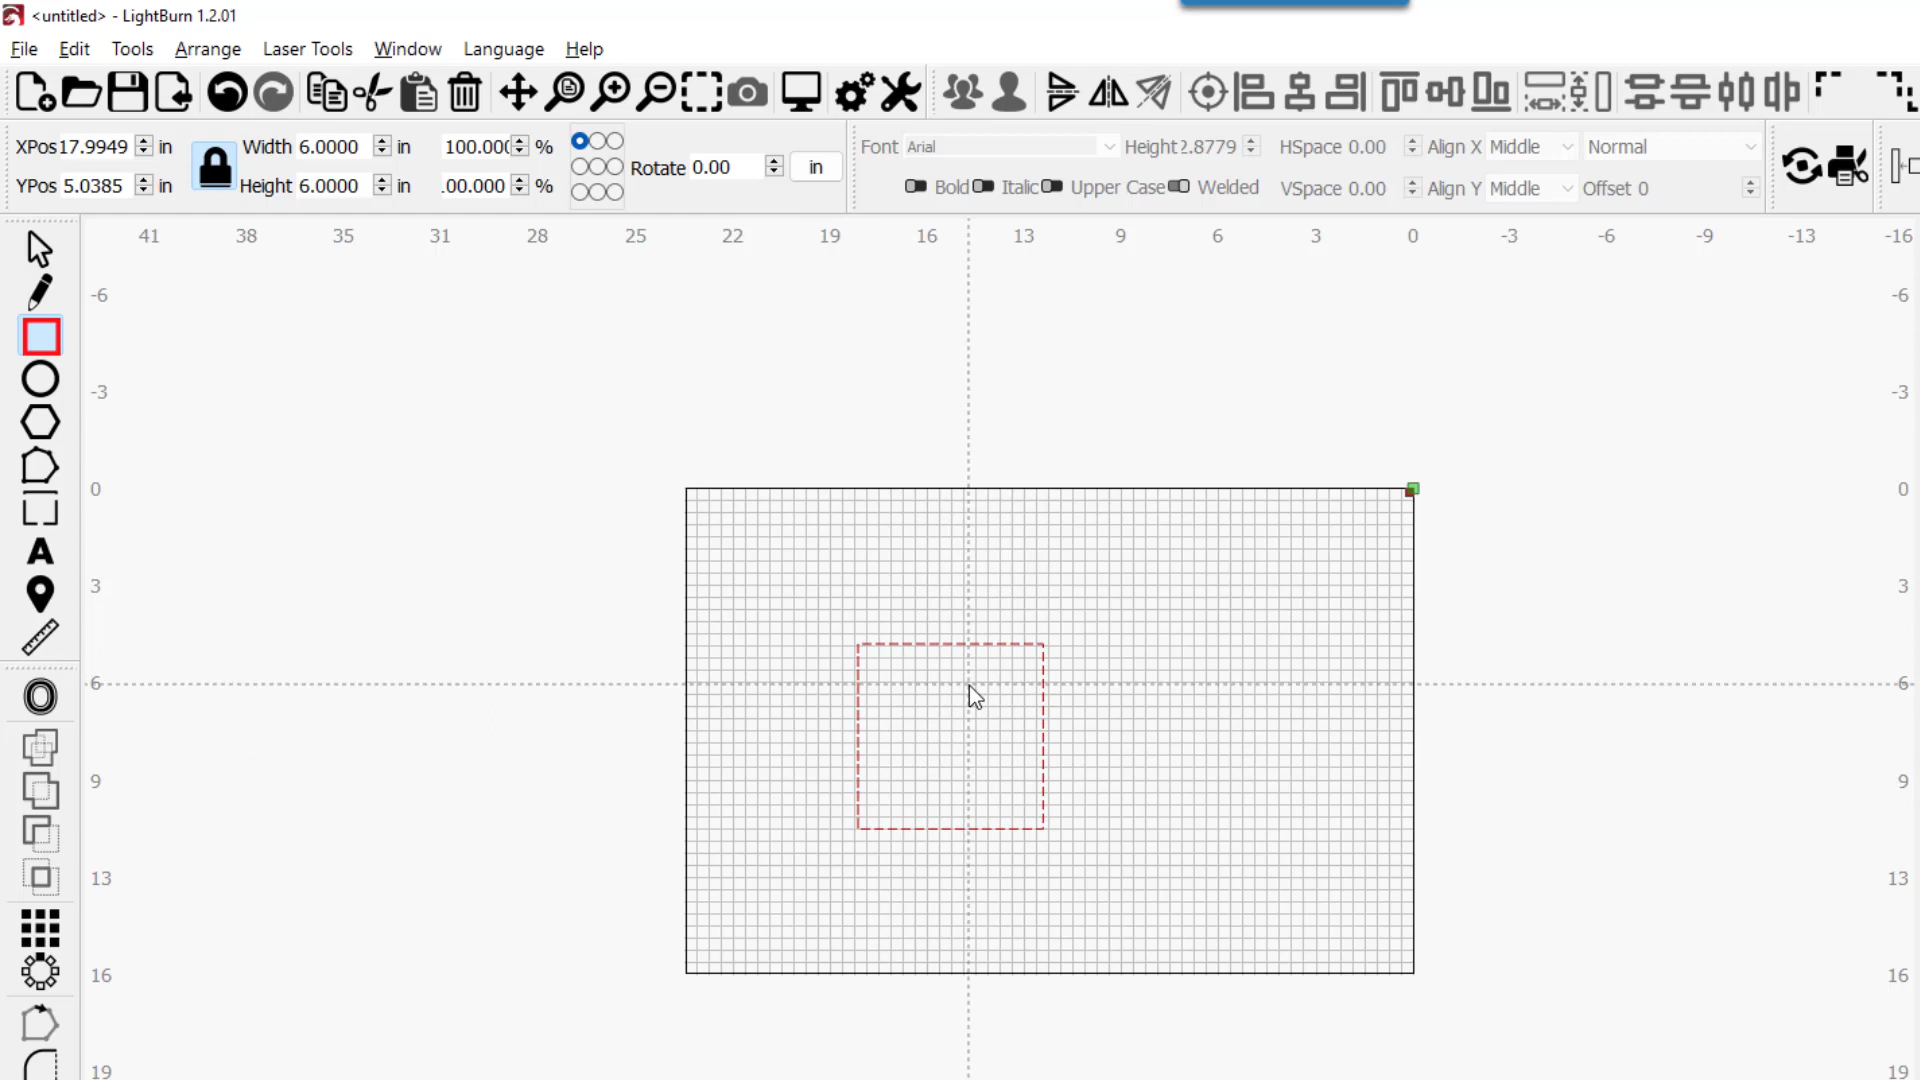 <untitled> - LightBurn 1.2.01
File Edit Tools Arrange Laser Tools Window Language Help
XPos 17.9949 in Width 6.0000 in 100.000 % Font Arial Height 2.8779 HSpace 0.00 Align X Middle Normal
Rotate 0.00 in
YPos 5.0385 in Height 6.0000 in .00.000 % Bold Italic Upper Case Welded VSpace 0.00 Align Y Middle Offset 0
41 38 35 31 28 25 22 19 16 13 9 6 3 0 -3 -6 -9 -13 -16
-6 -6
-3 -3
0 0
3 3
A
6 6
9 9
13 13
16 16
19 19